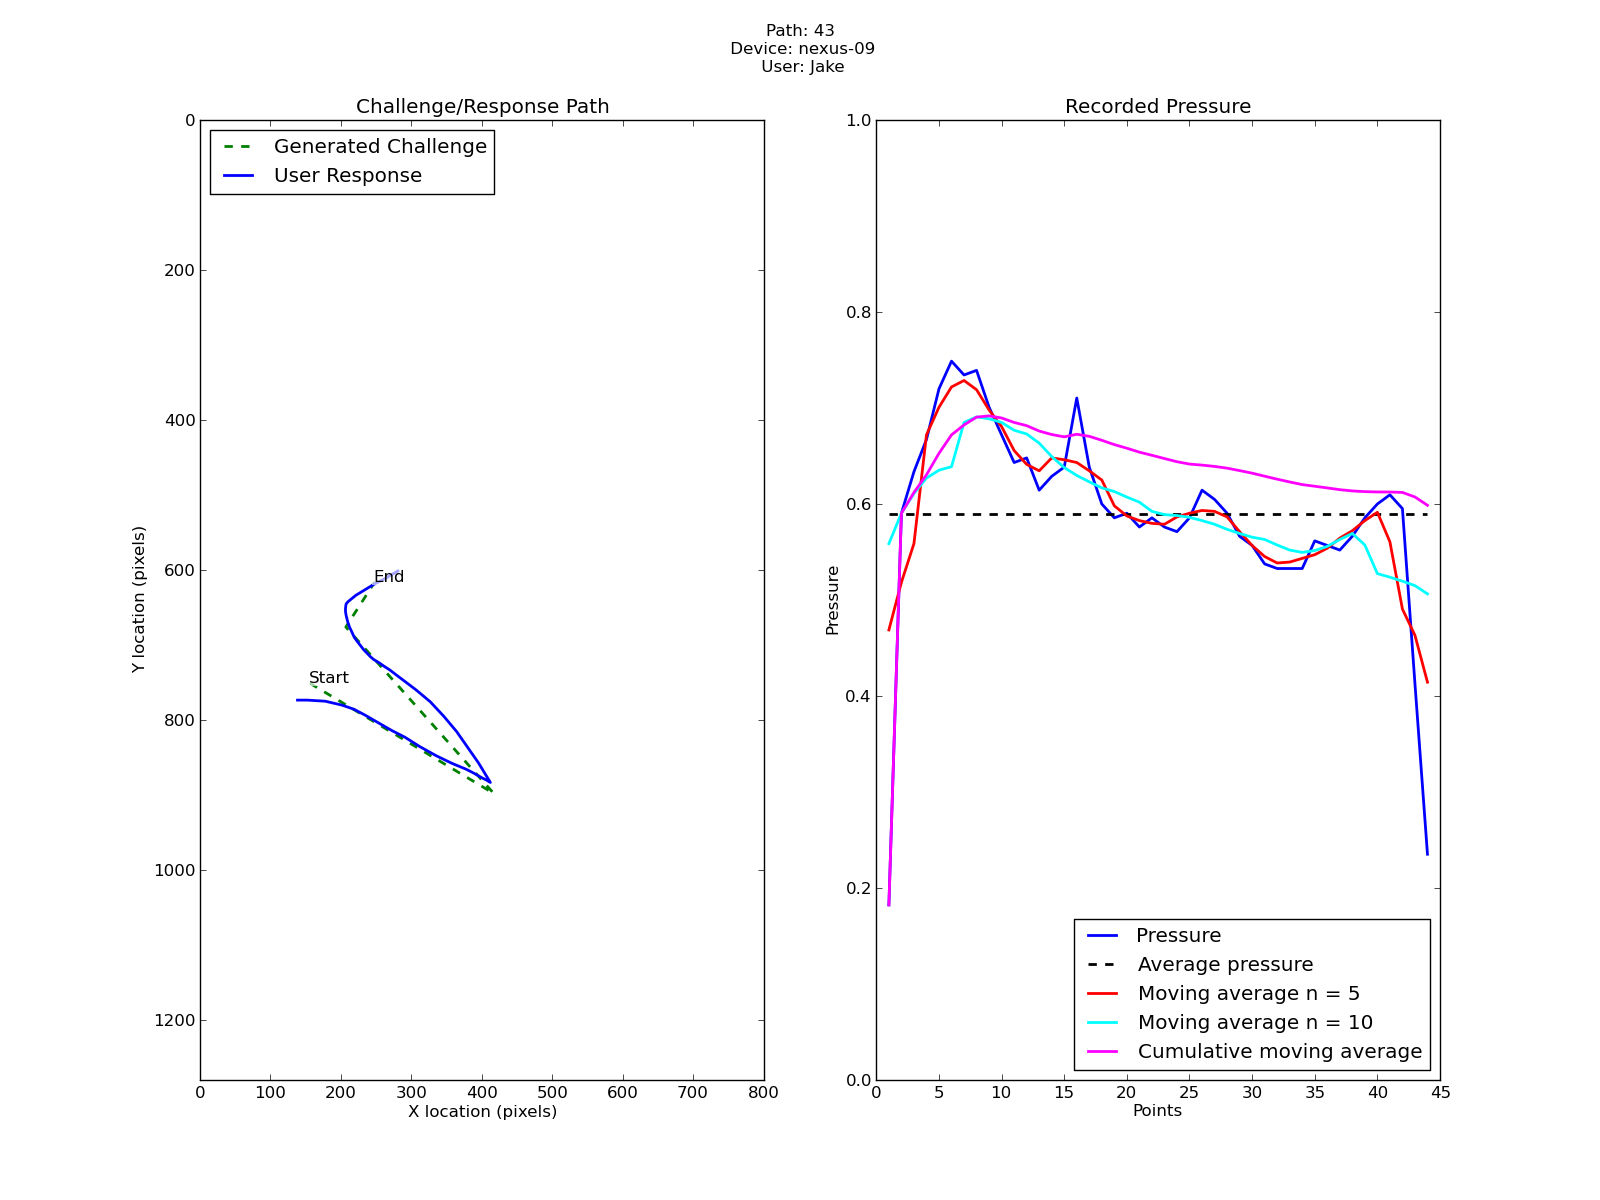 Path: 43
Device: nexus-09
User: Jake
Challenge/Response Path
Generated Challenge
User Response
0
200
400
600
800
1000
1200
Y location (pixels)
End
Start
0 100 200 300 400 500 600 700 800
X location (pixels)
Recorded Pressure
1.0
0.8
0.6
0.4
0.2
0.0
Pressure
Pressure
Average pressure
Moving average n = 5
Moving average n = 10
Cumulative moving average
0 5 10 15 20 25 30 35 40 45
Points